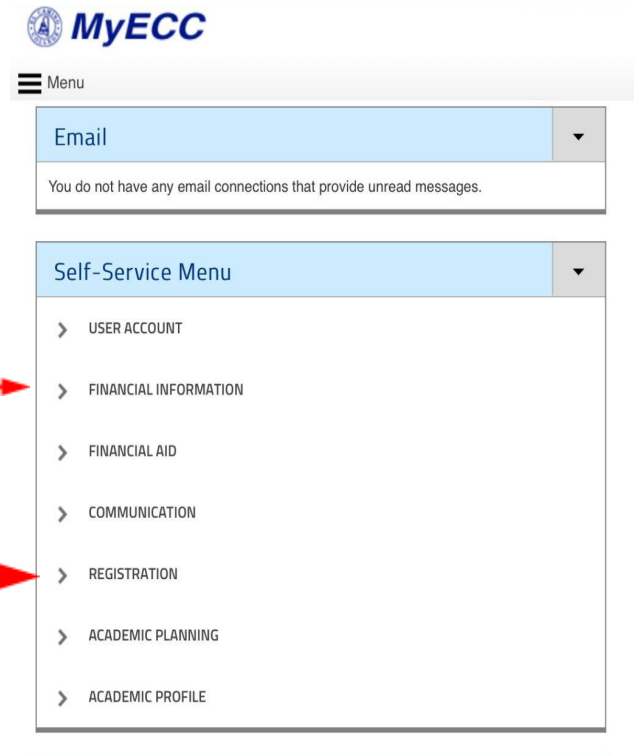 MyECC
Menu
Email
You do not have any email connections that provide unread messages.
Self-Service Menu
USER ACCOUNT
FINANCIAL INFORMATION
FINANCIAL AID
COMMUNICATION
REGISTRATION
ACADEMIC PLANNING
ACADEMIC PROFILE